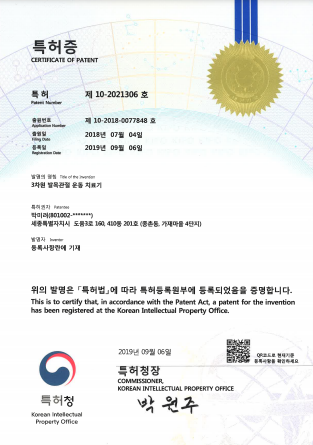 특허증
CERTIFICATE OF PATENT
특 허 제 10-2021306 호
Patent Number
출원번호 제 10-2018-0077848 호
Application Number
출원일 2018년 07월 04일
Filing Date
등록일 2019년 09월 06일
Registration Date
발명의 명칭 Title of the Invention
3차원 발목관절 운동 치료기
특허권자 Patentee
박미려(801002-*******)
세종특별자치시 도움3로 160, 410동 201호 (종촌동, 가재마을 4단지)
발명자 Inventor
등록사항란에 기재
위의 발명은 「특허법」에 따라 특허등록원부에 등록되었음을 증명합니다.
This is to certify that, in accordance with the Patent Act, a patent for the invention
has been registered at the Korean Intellectual Property Office.
2019년 09월 06일
QR코드로 현재기준
등록사항을 확인하세요
특허청장
COMMISSIONER,
KOREAN INTELLECTUAL PROPERTY OFFICE
박원주
특허청
Korean Intellectual
Property Office